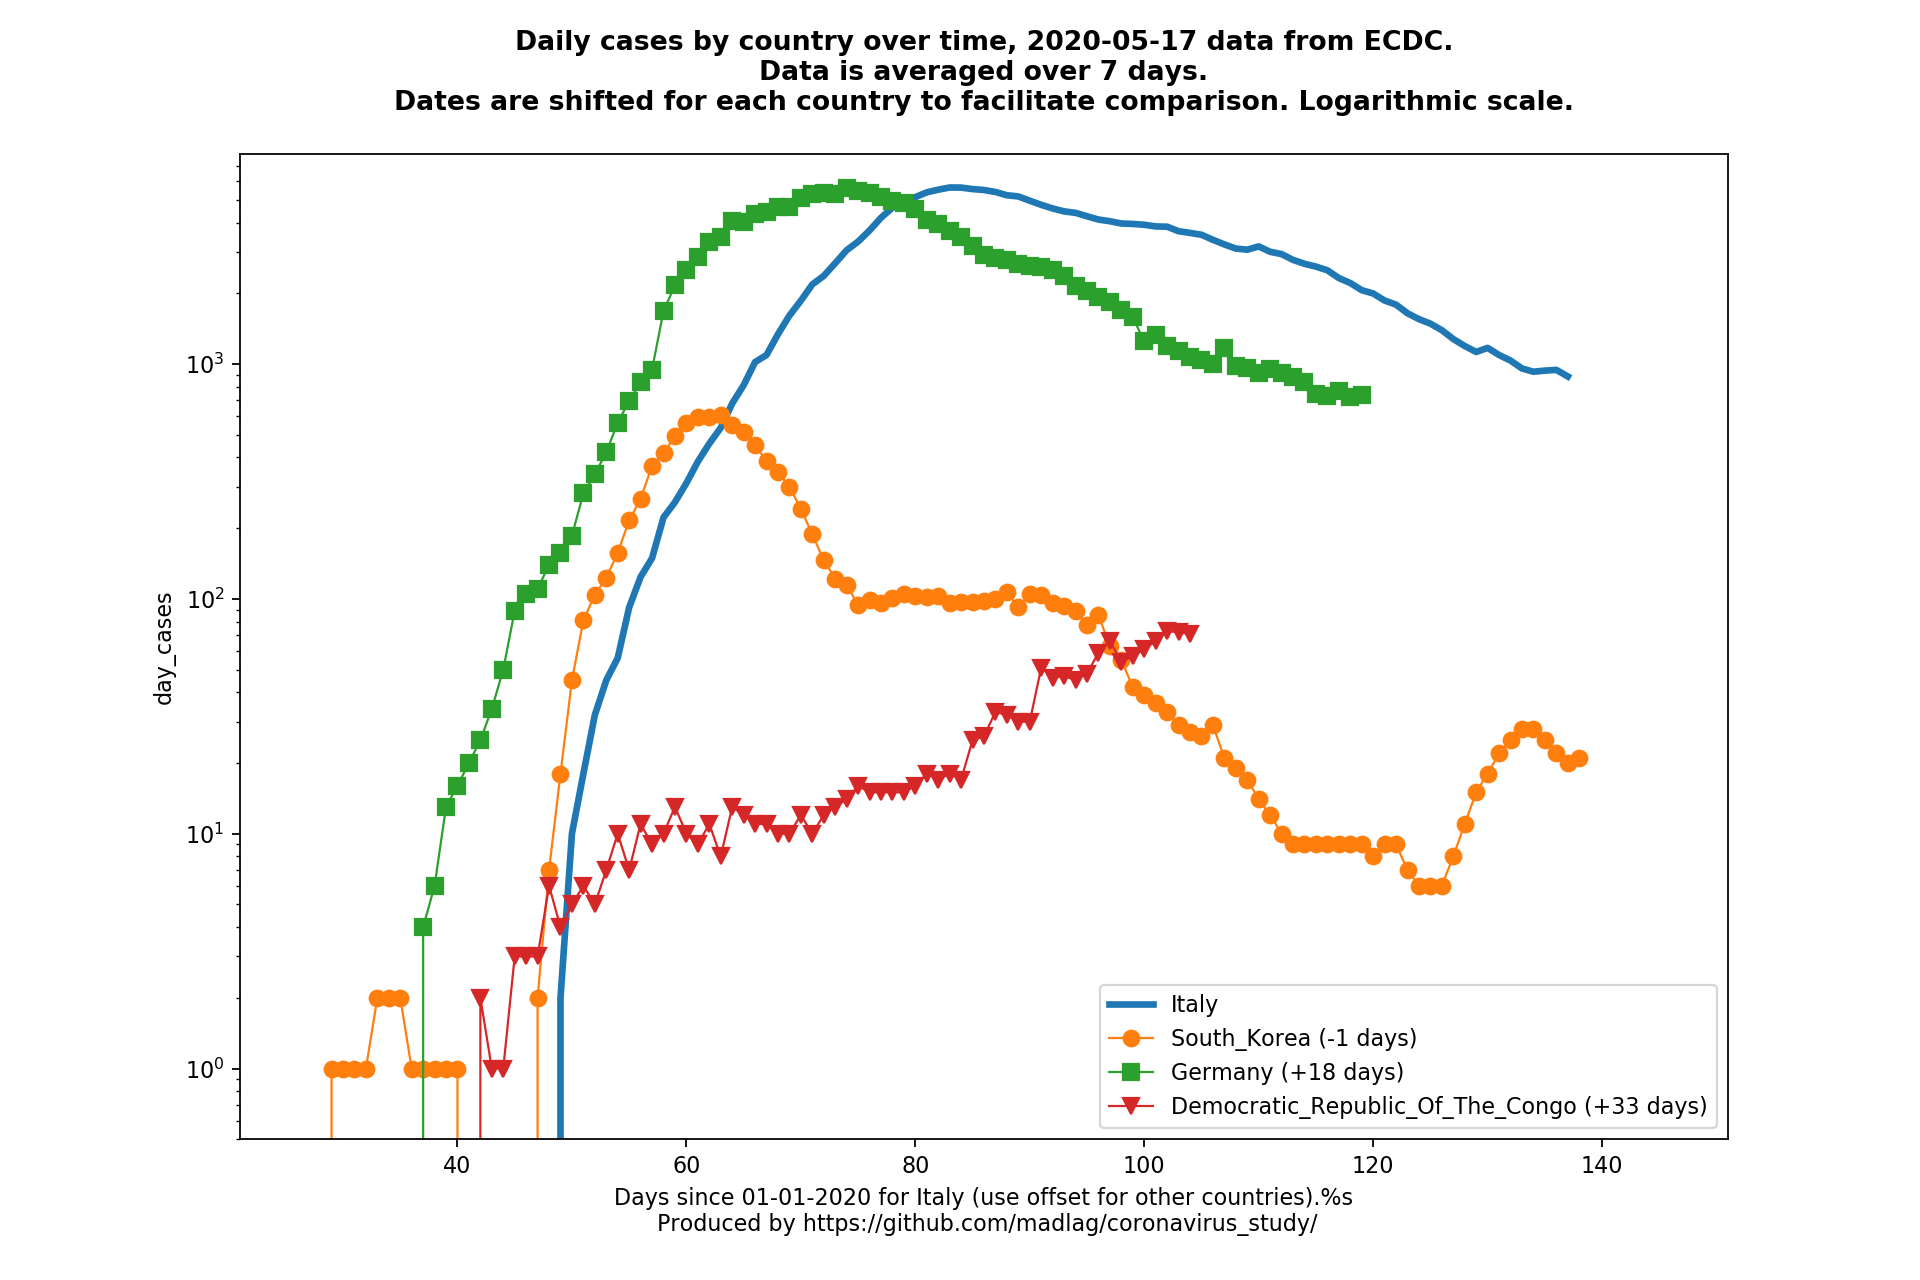 Daily cases by country over time, 2020-05-17 data from ECDC.
Data is averaged over 7 days.
Dates are shifted for each country to facilitate comparison. Logarithmic scale.
day_cases
10³
10²
10¹
10⁰
Italy
South_Korea (-1 days)
Germany (+18 days)
Democratic_Republic_Of_The_Congo (+33 days)
40 60 80 100 120 140
Days since 01-01-2020 for Italy (use offset for other countries).%s
Produced by https://github.com/madlag/coronavirus_study/